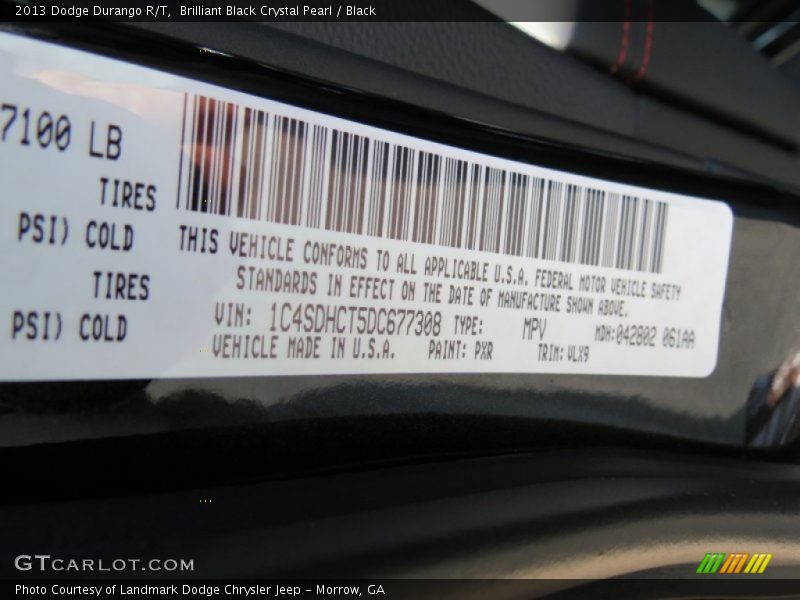 2013 Dodge Durango R/T,  Brilliant Black Crystal Pearl / Black
7100 LB
TIRES
PSI) COLD
TIRES
PSI) COLD
THIS VEHICLE CONFORMS TO ALL APPLICABLE U.S.A. FEDERAL MOTOR VEHICLE SAFETY
STANDARDS IN EFFECT ON THE DATE OF MANUFACTURE SHOWN ABOVE.
VIN: 1C4SDHCT5DC677308 TYPE: MPV MDH:042802 061AA
VEHICLE MADE IN U.S.A. PAINT: PXR TRIM: VLX9
GTCARLOT.COM
Photo Courtesy of Landmark Dodge Chrysler Jeep – Morrow, GA